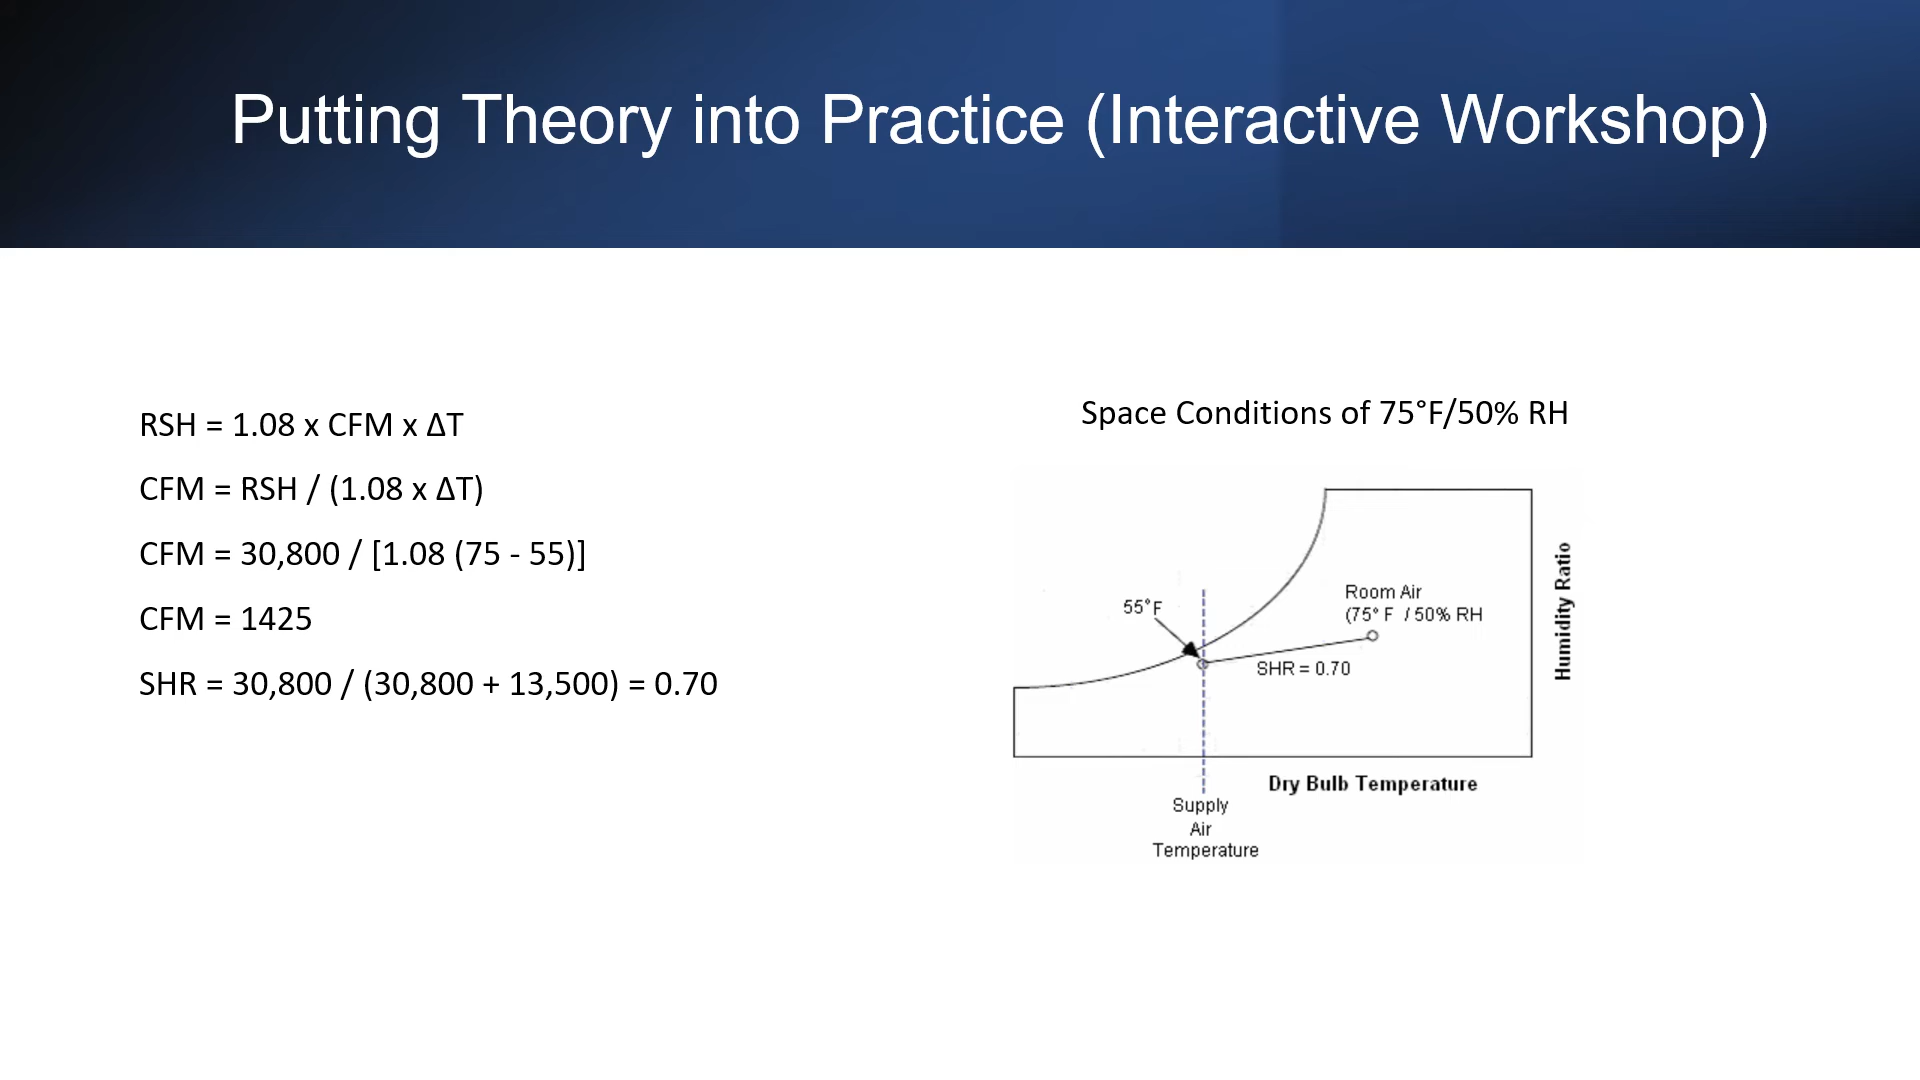 Putting Theory into Practice (Interactive Workshop)
RSH = 1.08 x CFM x ΔT
CFM = RSH / (1.08 x ΔT)
CFM = 30,800 / [1.08 (75 - 55)]
CFM = 1425
SHR = 30,800 / (30,800 + 13,500) = 0.70
Space Conditions of 75°F/50% RH
55°F
Room Air
(75° F / 50% RH
SHR = 0.70
Humidity Ratio
Dry Bulb Temperature
Supply
Air
Temperature